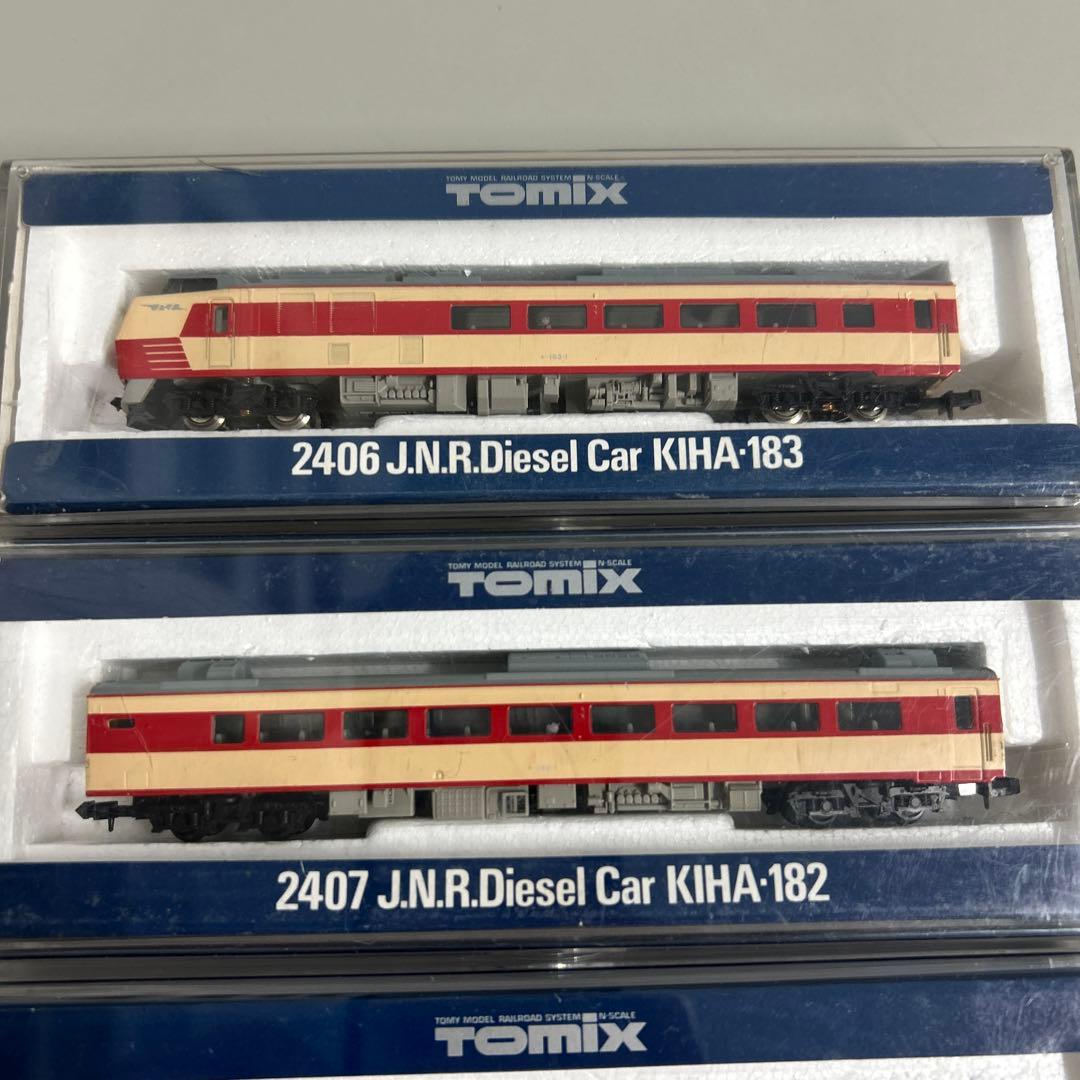 TOMY MODEL RAILROAD SYSTEM N-SCALE
TOMIX
2406 J.N.R.Diesel Car KIHA·183
TOMY MODEL RAILROAD SYSTEM N-SCALE
TOMIX
2407 J.N.R.Diesel Car KIHA·182
TOMY MODEL RAILROAD SYSTEM N-SCALE
TOMIX